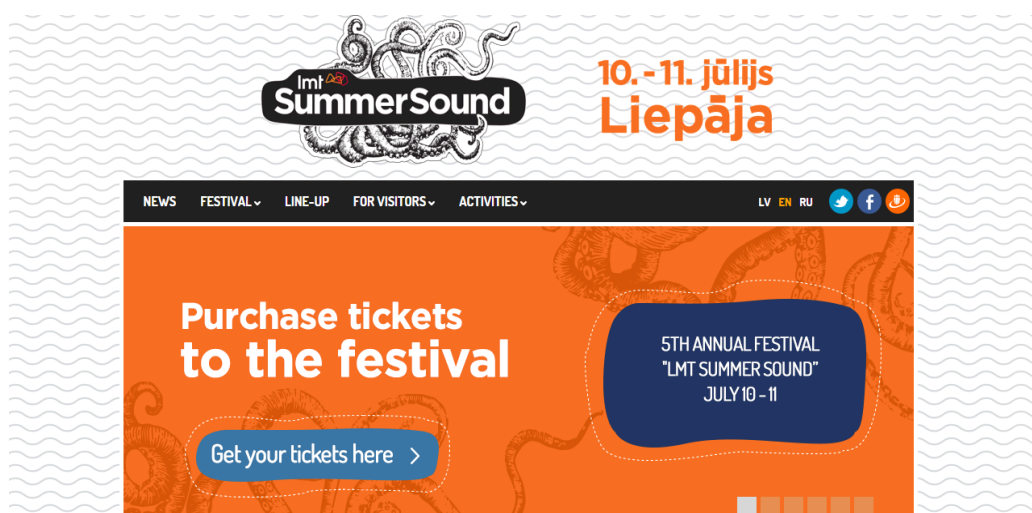 lmt
SummerSound
10. - 11. jūlijs
Liepāja
NEWS FESTIVAL LINE-UP FOR VISITORS ACTIVITIES LV EN RU
Purchase tickets
to the festival
Get your tickets here
5TH ANNUAL FESTIVAL
"LMT SUMMER SOUND"
JULY 10 - 11